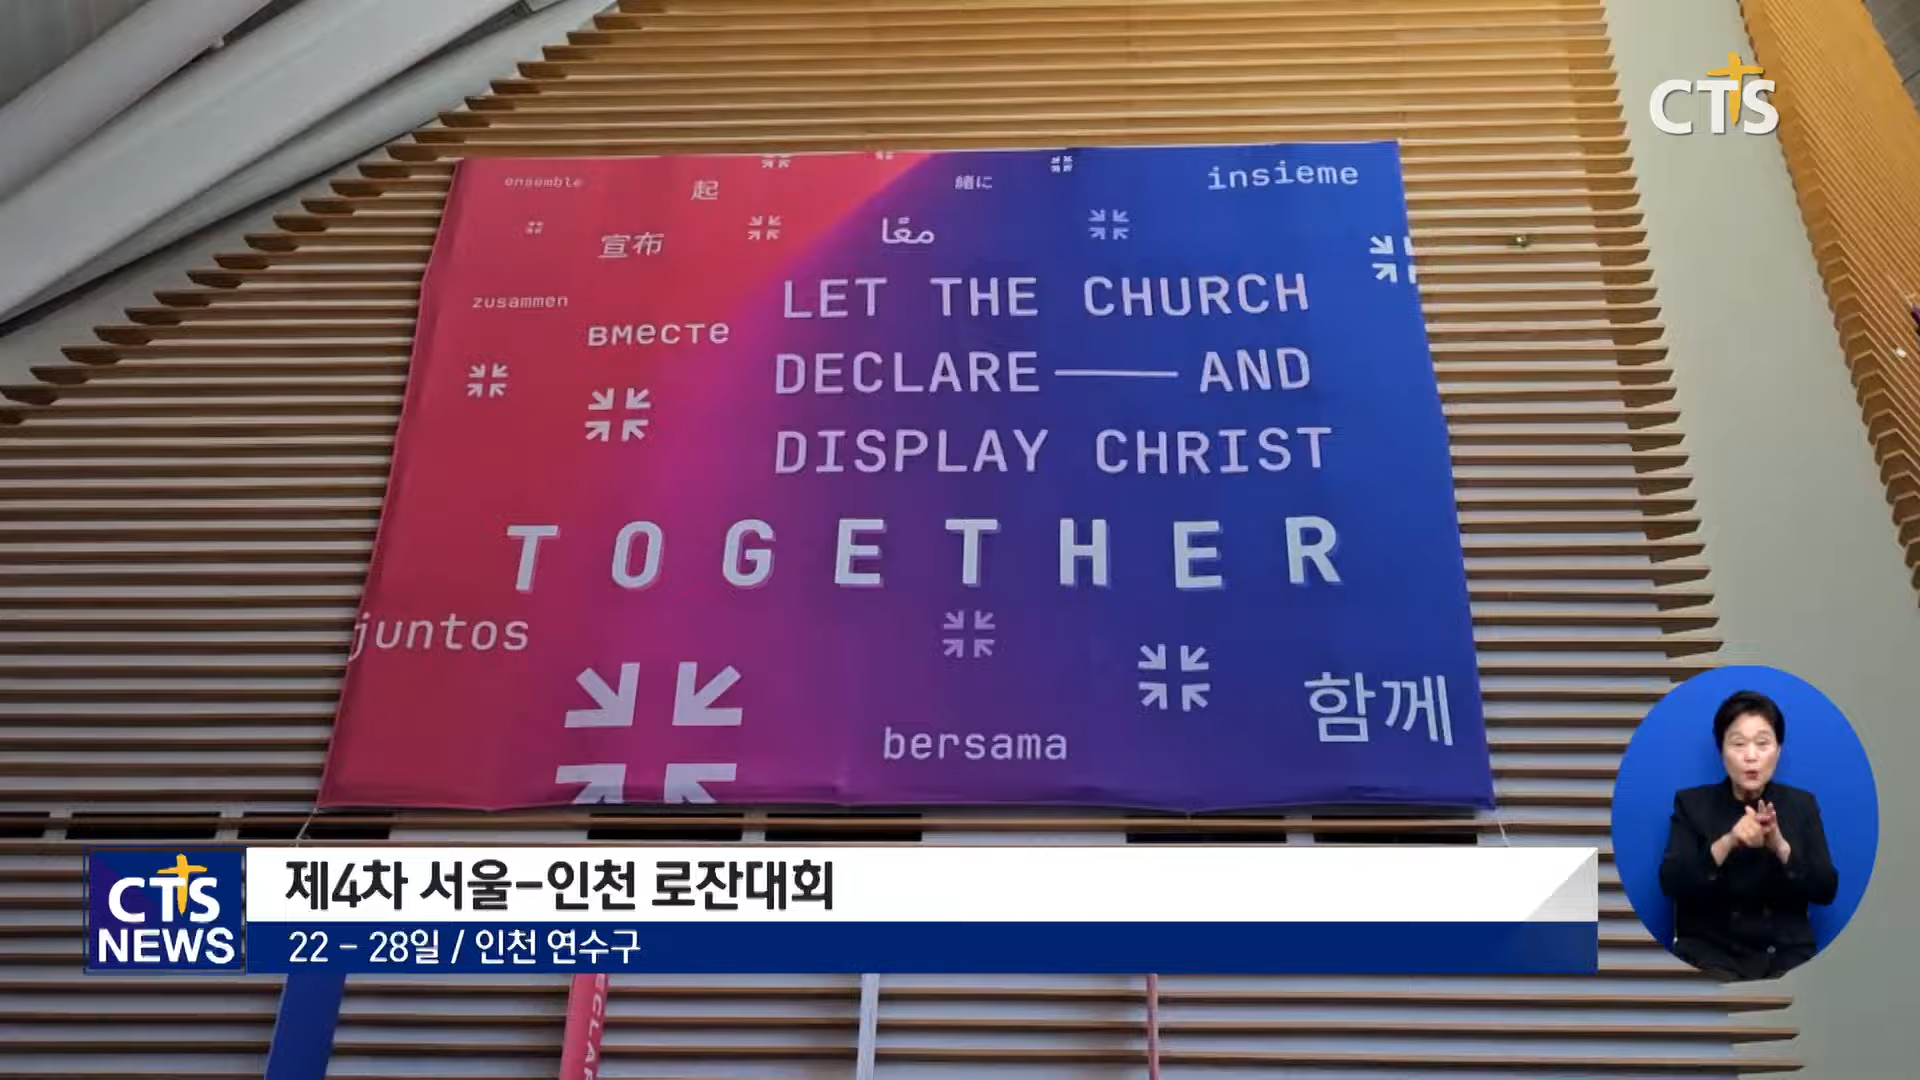 CTS
ensemble
起
緒に
insieme
宣布
معًا
zusammen
вместе
LET THE CHURCH
DECLARE — AND
DISPLAY CHRIST
TOGETHER
juntos
bersama
함께
제4차 서울-인천 로잔대회
CTS
NEWS
22 - 28일 / 인천 연수구